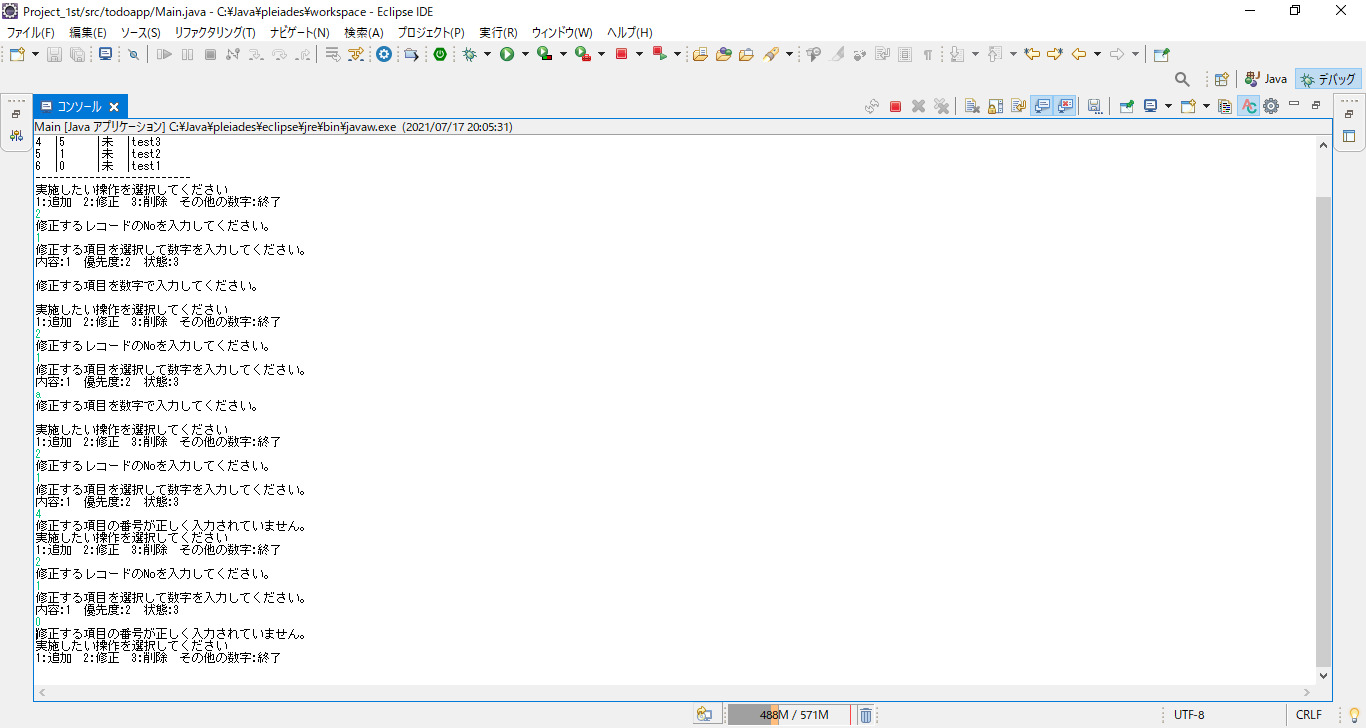 Project_1st/src/todoapp/Main.java - C:¥Java¥pleiades¥workspace - Eclipse IDE
ファイル(F) 編集(E) ソース(S) リファクタリング(T) ナビゲート(N) 検索(A) プロジェクト(P) 実行(R) ウィンドウ(W) ヘルプ(H)
Java デバッグ
コンソール
Main [Java アプリケーション] C:¥Java¥pleiades¥eclipse¥jre¥bin¥javaw.exe (2021/07/17 20:05:31)
4 |5 |未 |test3
5 |1 |未 |test2
6 |0 |未 |test1
--------------------------
実施したい操作を選択してください
1:追加 2:修正 3:削除 その他の数字:終了
2
修正するレコードのNoを入力してください。
1
修正する項目を選択して数字を入力してください。
内容:1 優先度:2 状態:3
修正する項目を数字で入力してください。
実施したい操作を選択してください
1:追加 2:修正 3:削除 その他の数字:終了
2
修正するレコードのNoを入力してください。
1
修正する項目を選択して数字を入力してください。
内容:1 優先度:2 状態:3
a
修正する項目を数字で入力してください。
実施したい操作を選択してください
1:追加 2:修正 3:削除 その他の数字:終了
2
修正するレコードのNoを入力してください。
1
修正する項目を選択して数字を入力してください。
内容:1 優先度:2 状態:3
4
修正する項目の番号が正しく入力されていません。
実施したい操作を選択してください
1:追加 2:修正 3:削除 その他の数字:終了
2
修正するレコードのNoを入力してください。
1
修正する項目を選択して数字を入力してください。
内容:1 優先度:2 状態:3
0
修正する項目の番号が正しく入力されていません。
実施したい操作を選択してください
1:追加 2:修正 3:削除 その他の数字:終了
488M / 571M UTF-8 CRLF